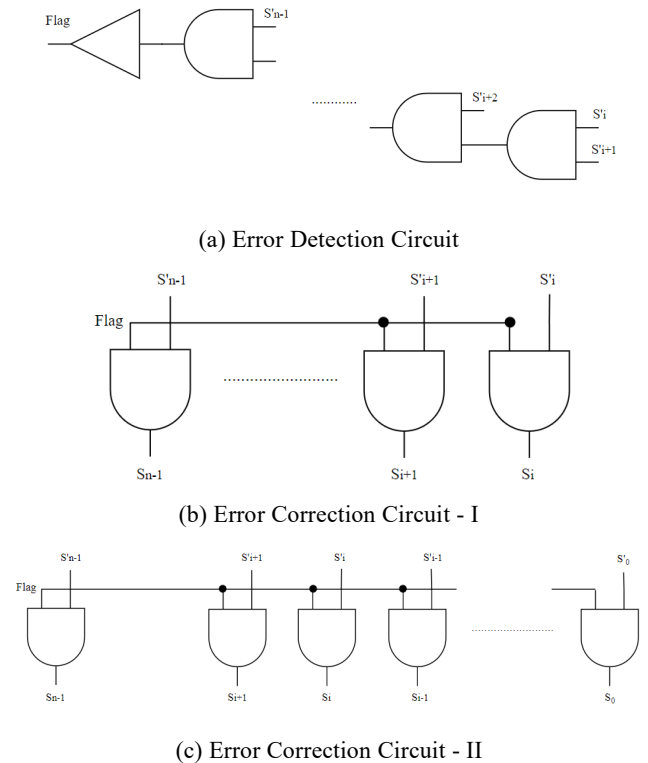 Flag
S'n-1
S'i+2
S'i
S'i+1
(a) Error Detection Circuit
S'n-1 S'i+1 S'i
Flag
Sn-1 Si+1 Si
(b) Error Correction Circuit - I
S'n-1 S'i+1 S'i S'i-1 S'0
Flag
Sn-1 Si+1 Si Si-1 S0
(c) Error Correction Circuit - II